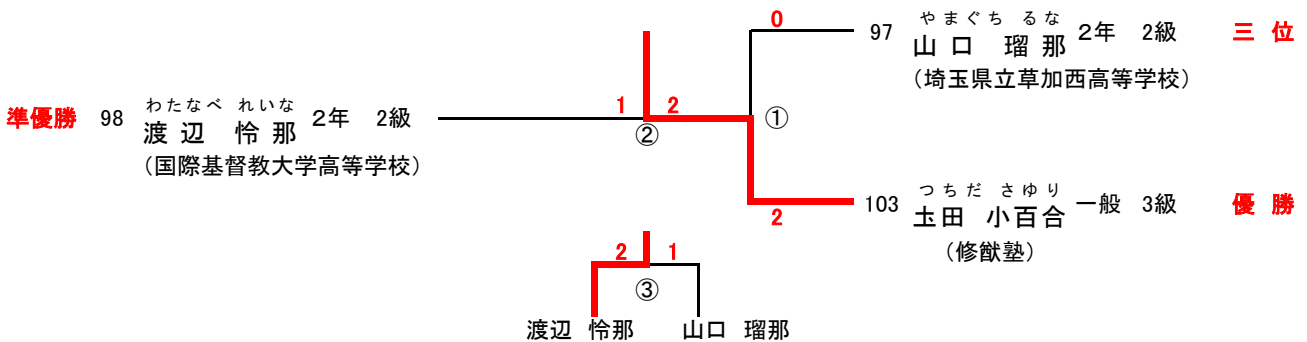 0
やまぐち るな
97 山口 瑠那 2年 2級 三 位
(埼玉県立草加西高等学校)
わたなべ れいな
準優勝 98 渡辺 怜那 2年 2級
(国際基督教大学高等学校)
1 2
②
①
つちだ さゆり
103 圡田 小百合 一般 3級 優 勝
(修猷塾)
2
2 1
③
渡辺 怜那 山口 瑠那